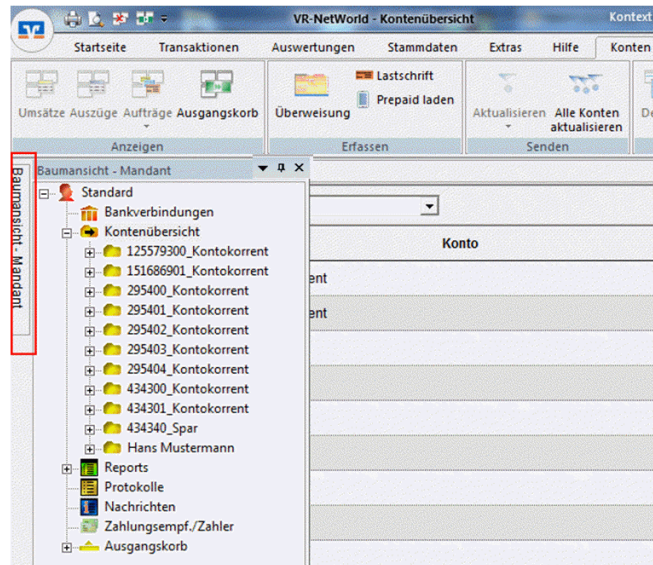 VR-NetWorld - Kontenübersicht
Kontext
Startseite Transaktionen Auswertungen Stammdaten Extras Hilfe Konten
Umsätze Auszüge Aufträge Ausgangskorb
Überweisung
Lastschrift
Prepaid laden
Aktualisieren Alle Konten
aktualisieren
De
Anzeigen Erfassen Senden
Baumansicht - Mandant
Baumansicht - Mandant
Standard
Bankverbindungen
Kontenübersicht
Konto
125579300_Kontokorrent
151686901_Kontokorrent
ent
295400_Kontokorrent
295401_Kontokorrent
ent
295402_Kontokorrent
295403_Kontokorrent
295404_Kontokorrent
434300_Kontokorrent
434301_Kontokorrent
434340_Spar
Hans Mustermann
Reports
Protokolle
Nachrichten
Zahlungsempf./Zahler
Ausgangskorb